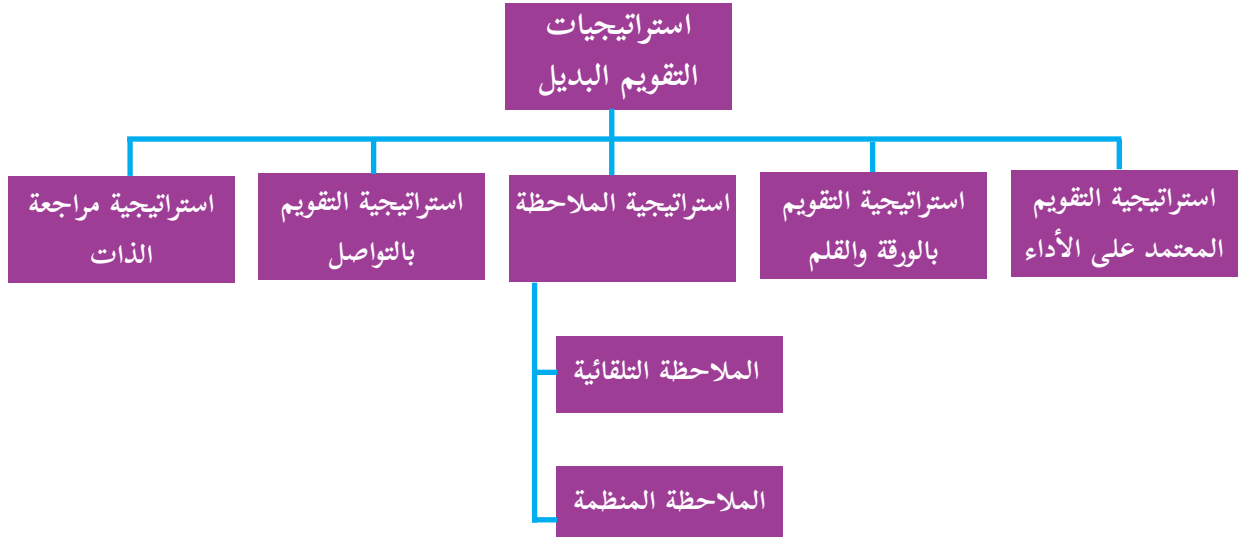 استراتيجيات
التقويم البديل
استراتيجية التقويم
المعتمد على الأداء
استراتيجية التقويم
بالورقة والقلم
استراتيجية الملاحظة
استراتيجية التقويم
بالتواصل
استراتيجية مراجعة
الذات
الملاحظة التلقائية
الملاحظة المنظمة